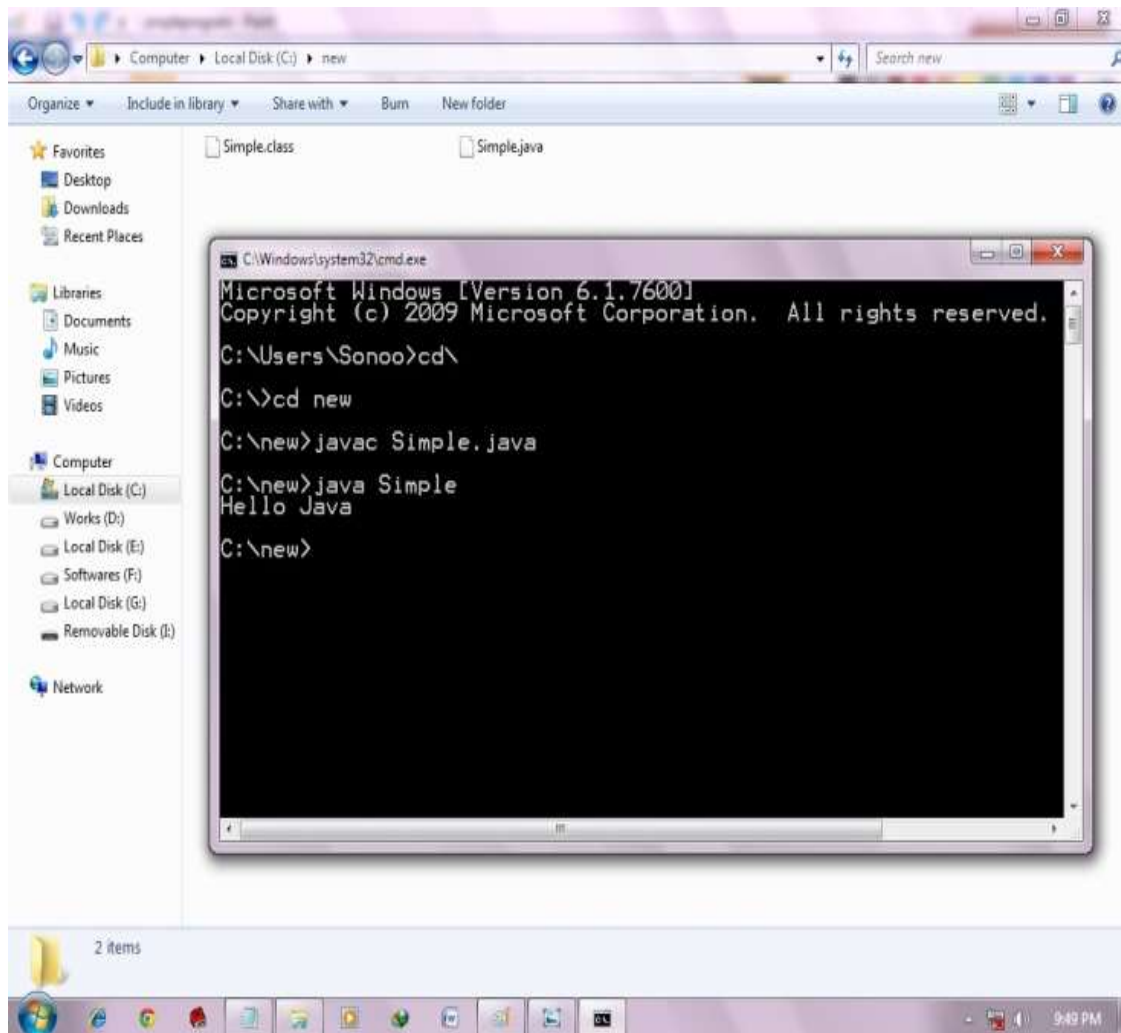 Computer ▸ Local Disk (C:) ▸ new
Search new
Organize Include in library Share with Burn New folder
Favorites
Desktop
Downloads
Recent Places
Libraries
Documents
Music
Pictures
Videos
Computer
Local Disk (C:)
Works (D:)
Local Disk (E:)
Softwares (F:)
Local Disk (G:)
Removable Disk (I:)
Network
Simple.class Simple.java
C:\Windows\system32\cmd.exe
Microsoft Windows [Version 6.1.7600]
Copyright (c) 2009 Microsoft Corporation. All rights reserved.
C:\Users\Sonoo>cd\
C:\>cd new
C:\new>javac Simple.java
C:\new>java Simple
Hello Java
C:\new>
2 items
9:49 PM